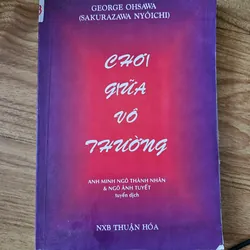 GEORGE OHSAWA
(SAKURAZAWA NYOICHI)
CHƠI
GIỮA
VÔ
THƯỜNG
ANH MINH NGÔ THÀNH NHÂN
& NGÔ ÁNH TUYẾT
tuyển dịch
NXB THUẬN HÓA